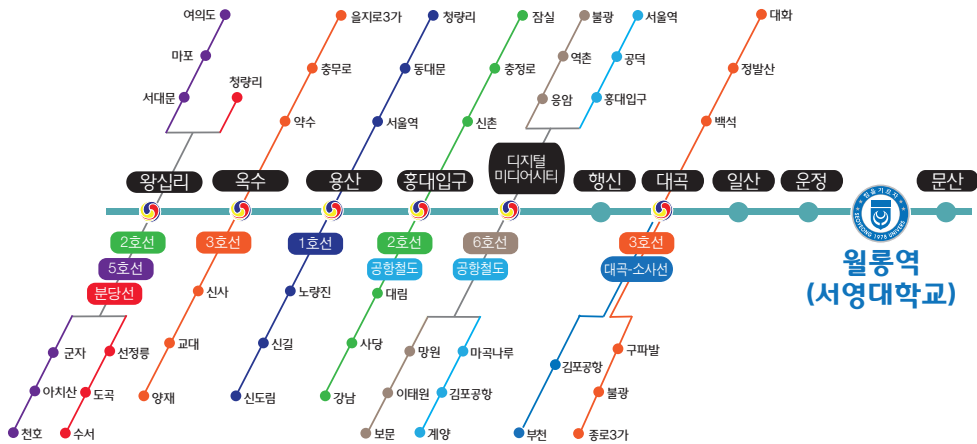 여의도
마포
서대문
청량리
을지로3가
충무로
약수
청량리
동대문
서울역
잠실
충정로
신촌
불광
역촌
응암
서울역
공덕
홍대입구
대화
정발산
백석
왕십리
옥수
용산
홍대입구
디지털
미디어시티
행신
대곡
일산
운정
문산
2호선
5호선
분당선
3호선
1호선
2호선
공항철도
6호선
공항철도
3호선
대곡-소사선
월롱역
(서영대학교)
군자
아치산
천호
선정릉
도곡
수서
신사
교대
양재
노량진
신길
신도림
대림
사당
강남
망원
이태원
보문
마곡나루
김포공항
계양
김포공항
부천
구파발
불광
종로3가